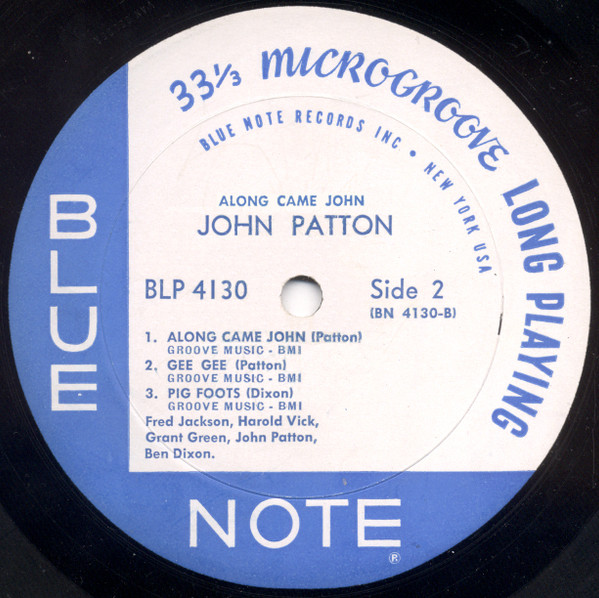 33⅓ MICROGROOVE LONG PLAYING
BLUE NOTE RECORDS INC • NEW YORK USA
ALONG CAME JOHN
JOHN PATTON
BLP 4130
Side 2
(BN 4130-B)
1. ALONG CAME JOHN (Patton)
GROOVE MUSIC - BMI
2. GEE GEE (Patton)
GROOVE MUSIC - BMI
3. PIG FOOTS (Dixon)
GROOVE MUSIC - BMI
Fred Jackson, Harold Vick,
Grant Green, John Patton,
Ben Dixon.
BLUE
NOTE ®